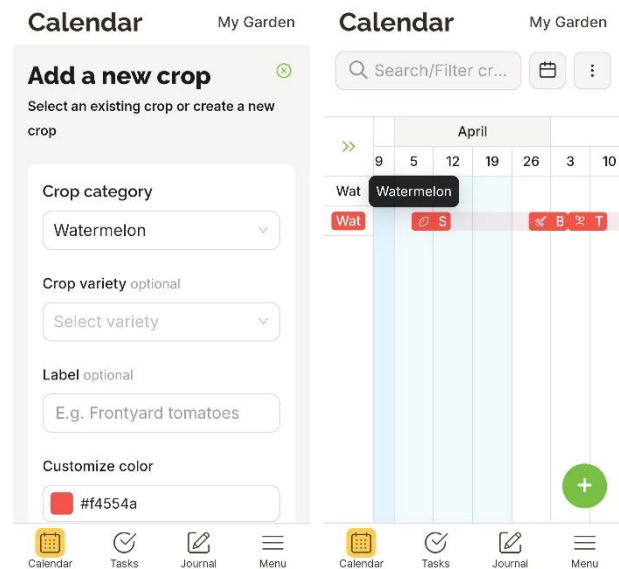 Calendar
My Garden
Add a new crop
Select an existing crop or create a new
crop
Crop category
Watermelon
Crop variety optional
Select variety
Label optional
E.g. Frontyard tomatoes
Customize color
#f4554a
Calendar
Tasks
Journal
Menu
Calendar
My Garden
Search/Filter cr...
April
9 5 12 19 26 3 10
Wat
Watermelon
Wat
S
B
T
Calendar
Tasks
Journal
Menu